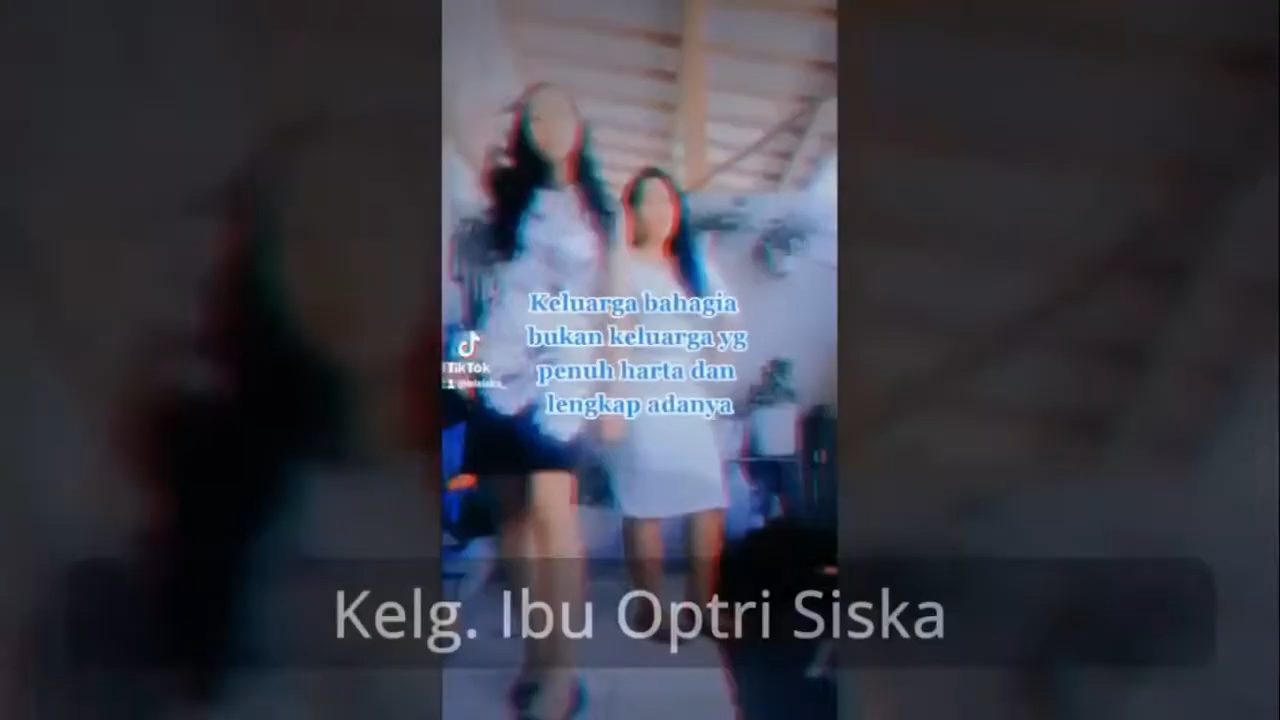 Keluarga bahagia
bukan keluarga yg
penuh harta dan
lengkap adanya
TikTok
Kelg. Ibu Optri Siska